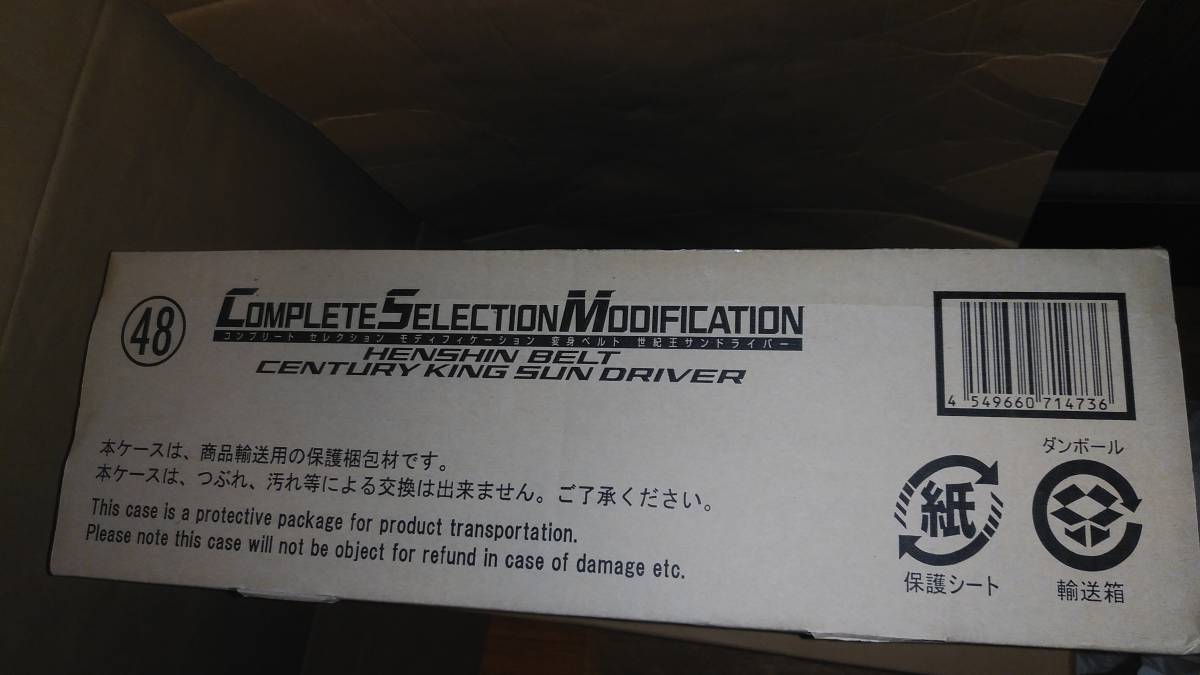 48
COMPLETE SELECTION MODIFICATION
コンプリート セレクション モディフィケーション 変身ベルト 世紀王サンドライバー
HENSHIN BELT
CENTURY KING SUN DRIVER
4 549660 714736
本ケースは、商品輸送用の保護梱包材です。
本ケースは、つぶれ、汚れ等による交換は出来ません。ご了承ください。
This case is a protective package for product transportation.
Please note this case will not be object for refund in case of damage etc.
紙
保護シート
ダンボール
輸送箱